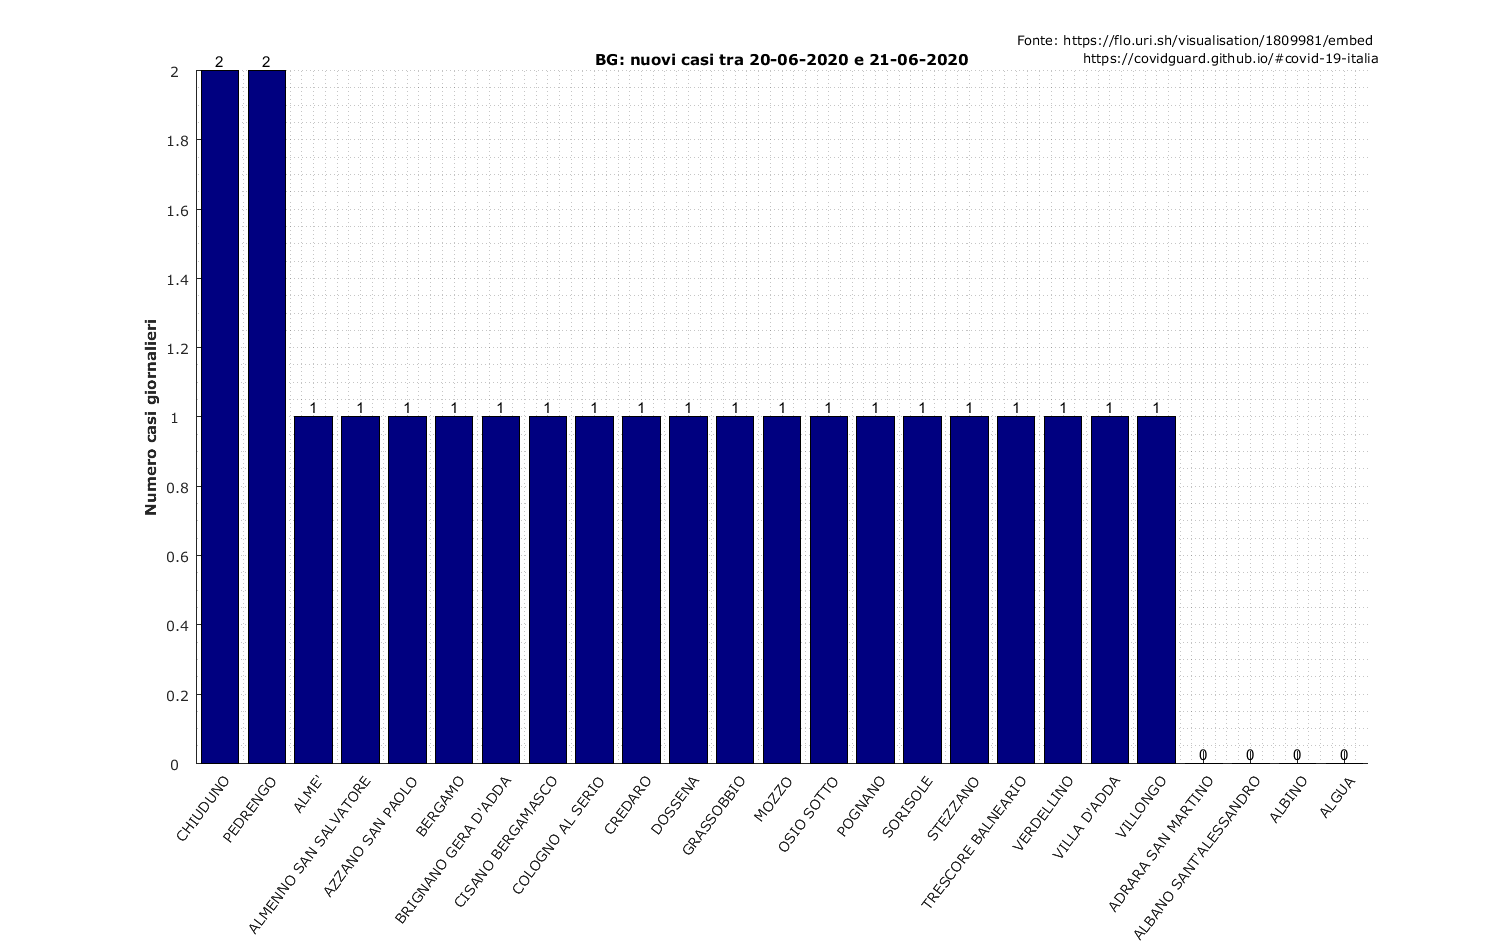 Fonte: https://flo.uri.sh/visualisation/1809981/embed
https://covidguard.github.io/#covid-19-italia
BG: nuovi casi tra 20-06-2020 e 21-06-2020
Numero casi giornalieri
2
1.8
1.6
1.4
1.2
1
0.8
0.6
0.4
0.2
0
2 2 1 1 1 1 1 1 1 1 1 1 1 1 1 1 1 1 1 1 1 0 0 0 0
CHIUDUNO
PEDRENGO
ALME'
ALMENNO SAN SALVATORE
AZZANO SAN PAOLO
BERGAMO
BRIGNANO GERA D'ADDA
CISANO BERGAMASCO
COLOGNO AL SERIO
CREDARO
DOSSENA
GRASSOBBIO
MOZZO
OSIO SOTTO
POGNANO
SORISOLE
STEZZANO
TRESCORE BALNEARIO
VERDELLINO
VILLA D'ADDA
VILLONGO
ADRARA SAN MARTINO
ALBANO SANT'ALESSANDRO
ALBINO
ALGUA